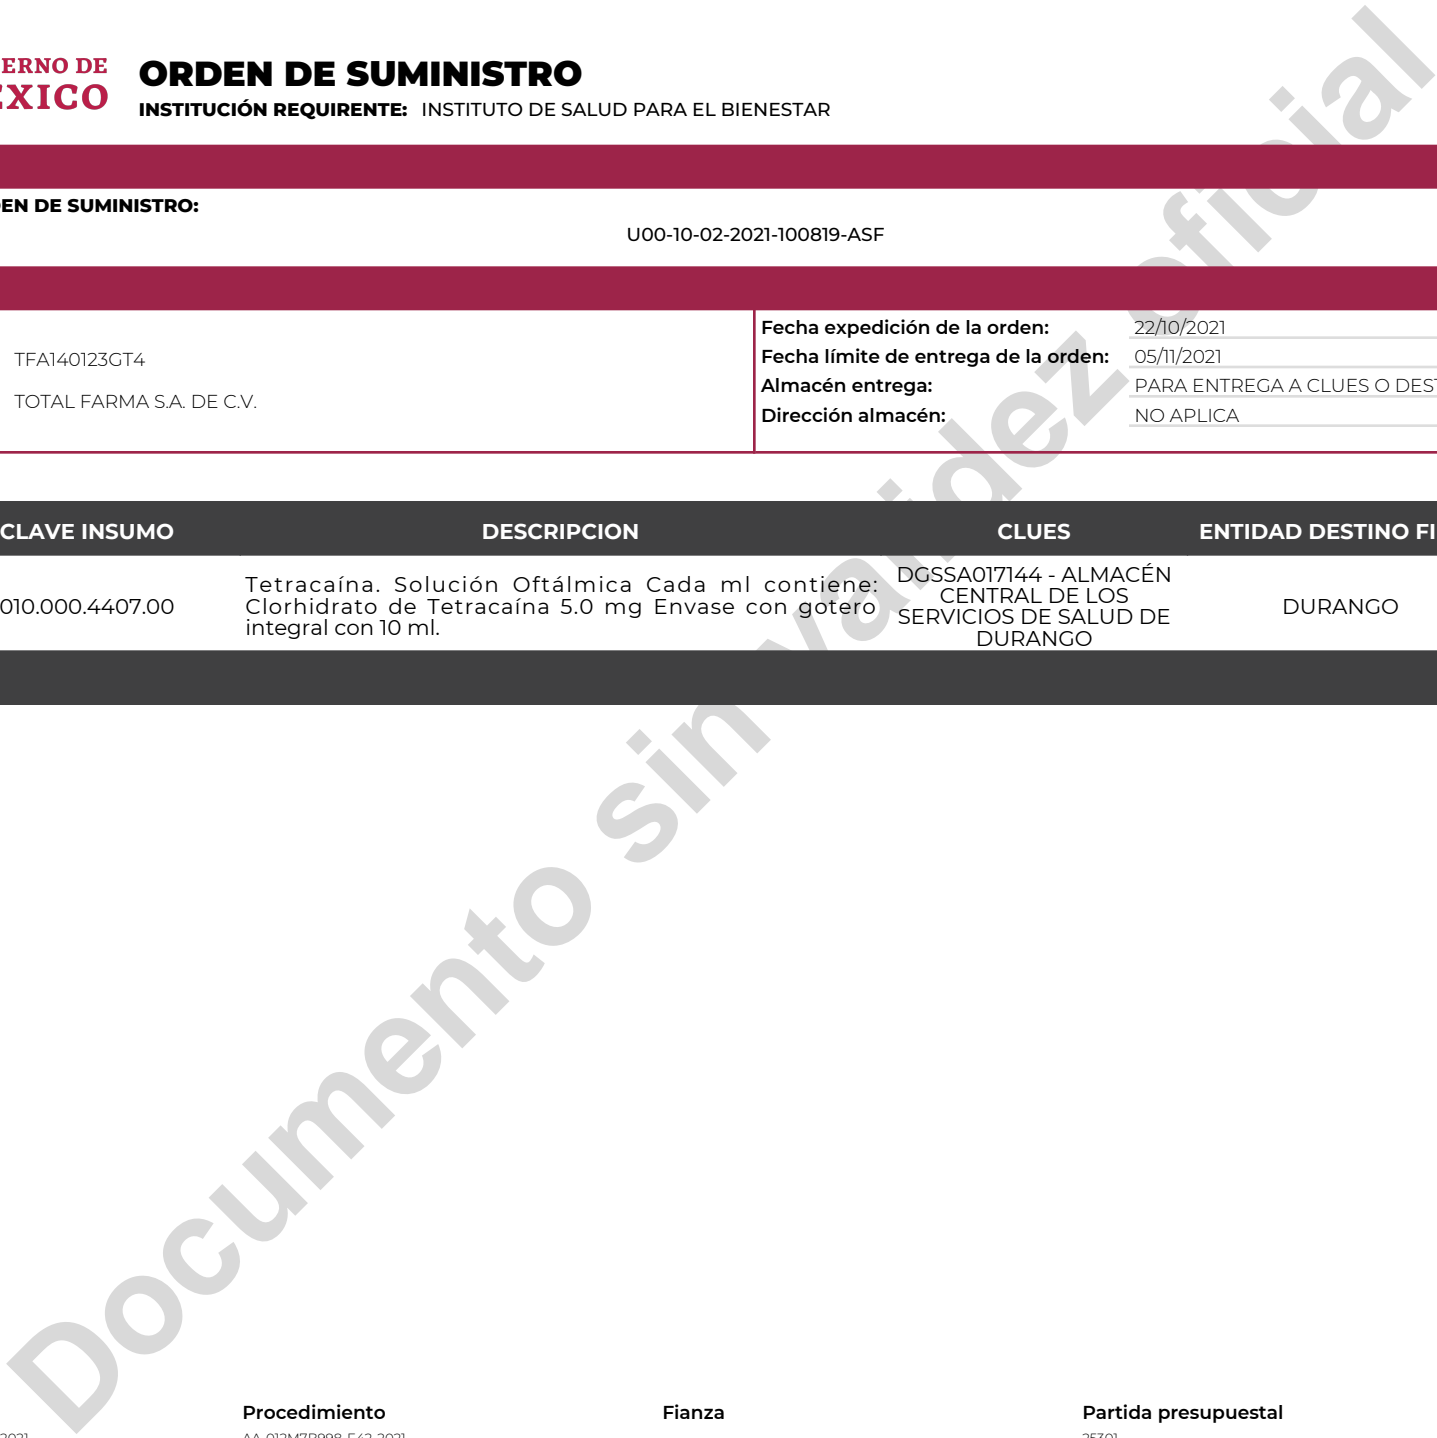 ERNO DE
EXICO
ORDEN DE SUMINISTRO
INSTITUCIÓN REQUIRENTE: INSTITUTO DE SALUD PARA EL BIENESTAR
EN DE SUMINISTRO:
U00-10-02-2021-100819-ASF
TFA140123GT4
TOTAL FARMA S.A. DE C.V.
Fecha expedición de la orden: 22/10/2021
Fecha límite de entrega de la orden: 05/11/2021
Almacén entrega: PARA ENTREGA A CLUES O DEST
Dirección almacén: NO APLICA
CLAVE INSUMO DESCRIPCION CLUES ENTIDAD DESTINO FI
010.000.4407.00
Tetracaína. Solución Oftálmica Cada ml contiene:
Clorhidrato de Tetracaína 5.0 mg Envase con gotero
integral con 10 ml.
DGSSA017144 - ALMACÉN
CENTRAL DE LOS
SERVICIOS DE SALUD DE
DURANGO
DURANGO
Documento sin validez oficial
Procedimiento Fianza Partida presupuestal